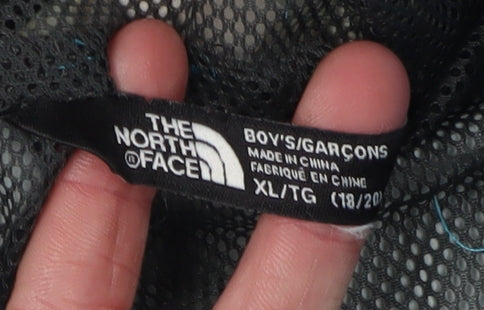 THE
NORTH
®FACE
BOY'S/GARÇONS
MADE IN CHINA
FABRIQUÉ EN CHINE
XL/TG (18/20)